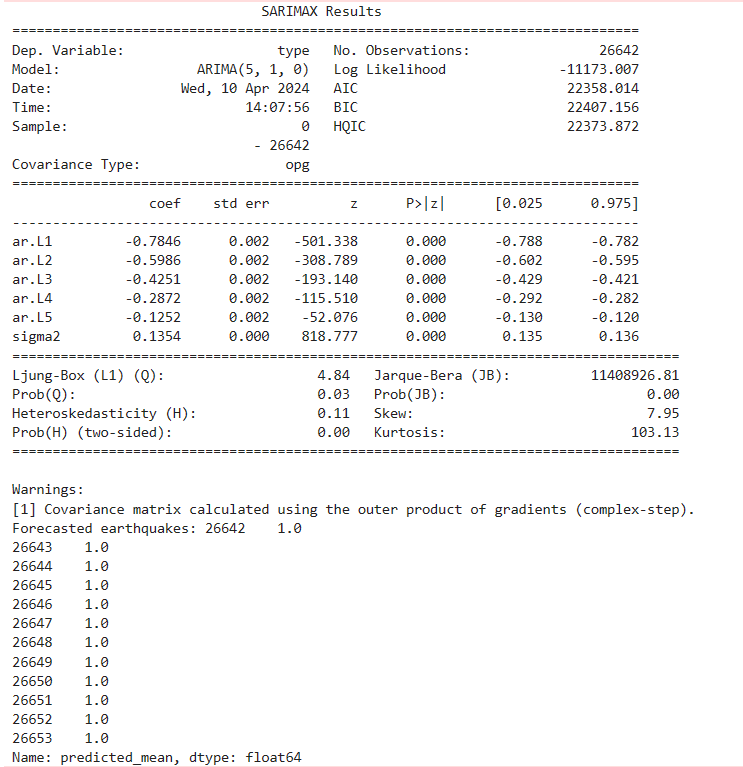 SARIMAX Results
==============================================================================
Dep. Variable:                   type   No. Observations:                26642
Model:                 ARIMA(5, 1, 0)   Log Likelihood              -11173.007
Date:                Wed, 10 Apr 2024   AIC                          22358.014
Time:                        14:07:56   BIC                          22407.156
Sample:                             0   HQIC                         22373.872
- 26642
Covariance Type:                  opg
==============================================================================
coef    std err          z      P>|z|      [0.025      0.975]
------------------------------------------------------------------------------
ar.L1         -0.7846      0.002   -501.338      0.000      -0.788      -0.782
ar.L2         -0.5986      0.002   -308.789      0.000      -0.602      -0.595
ar.L3         -0.4251      0.002   -193.140      0.000      -0.429      -0.421
ar.L4         -0.2872      0.002   -115.510      0.000      -0.292      -0.282
ar.L5         -0.1252      0.002    -52.076      0.000      -0.130      -0.120
sigma2         0.1354      0.000    818.777      0.000       0.135       0.136
===================================================================================
Ljung-Box (L1) (Q):                   4.84   Jarque-Bera (JB):          11408926.81
Prob(Q):                              0.03   Prob(JB):                         0.00
Heteroskedasticity (H):               0.11   Skew:                             7.95
Prob(H) (two-sided):                  0.00   Kurtosis:                       103.13
===================================================================================
Warnings:
[1] Covariance matrix calculated using the outer product of gradients (complex-step).
Forecasted earthquakes: 26642    1.0
26643    1.0
26644    1.0
26645    1.0
26646    1.0
26647    1.0
26648    1.0
26649    1.0
26650    1.0
26651    1.0
26652    1.0
26653    1.0
Name: predicted_mean, dtype: float64